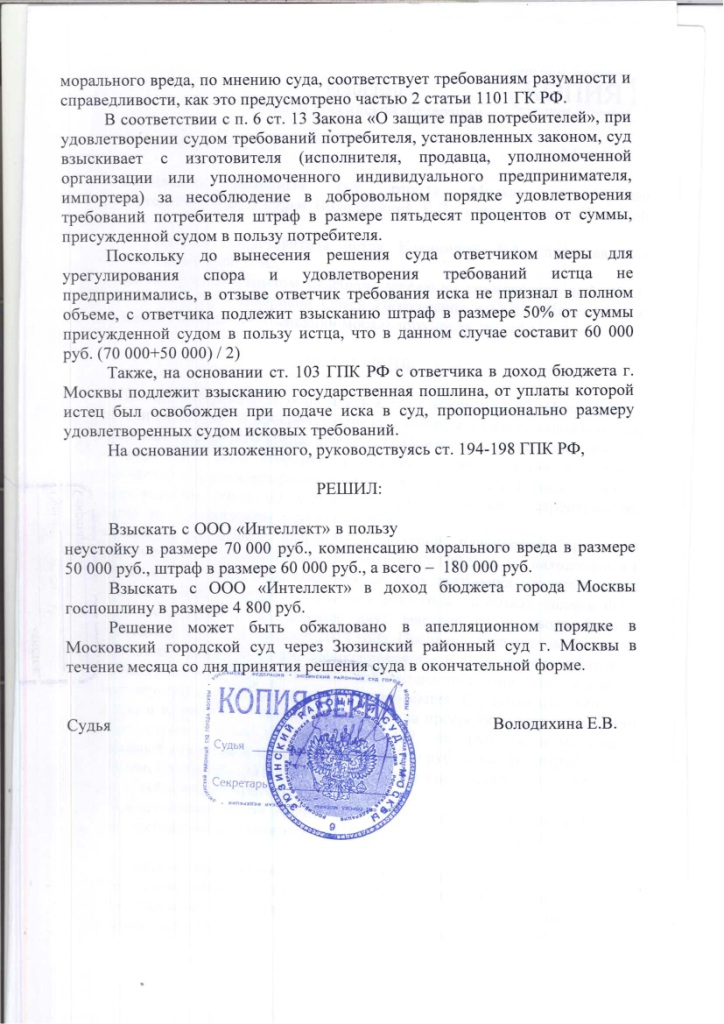 морального вреда, по мнению суда, соответствует требованиям разумности и
справедливости, как это предусмотрено частью 2 статьи 1101 ГК РФ.
В соответствии с п. 6 ст. 13 Закона «О защите прав потребителей», при
удовлетворении судом требований потребителя, установленных законом, суд
взыскивает с изготовителя (исполнителя, продавца, уполномоченной
организации или уполномоченного индивидуального предпринимателя,
импортера) за несоблюдение в добровольном порядке удовлетворения
требований потребителя штраф в размере пятьдесят процентов от суммы,
присужденной судом в пользу потребителя.
Поскольку до вынесения решения суда ответчиком меры для
урегулирования спора и удовлетворения требований истца не
предпринимались, в отзыве ответчик требования иска не признал в полном
объеме, с ответчика подлежит взысканию штраф в размере 50% от суммы
присужденной судом в пользу истца, что в данном случае составит 60 000
руб. (70 000+50 000) / 2)
Также, на основании ст. 103 ГПК РФ с ответчика в доход бюджета г.
Москвы подлежит взысканию государственная пошлина, от уплаты которой
истец был освобожден при подаче иска в суд, пропорционально размеру
удовлетворенных судом исковых требований.
На основании изложенного, руководствуясь ст. 194-198 ГПК РФ,
РЕШИЛ:
Взыскать с ООО «Интеллект» в пользу
неустойку в размере 70 000 руб., компенсацию морального вреда в размере
50 000 руб., штраф в размере 60 000 руб., а всего – 180 000 руб.
Взыскать с ООО «Интеллект» в доход бюджета города Москвы
госпошлину в размере 4 800 руб.
Решение может быть обжаловано в апелляционном порядке в
Московский городской суд через Зюзинский районный суд г. Москвы в
течение месяца со дня принятия решения суда в окончательной форме.
КОПИЯ ВЕРНА
Судья
Володихина Е.В.
Судья
Секретарь
ЗЮЗИНСКИЙ РАЙОННЫЙ СУД Г. МОСКВЫ
6